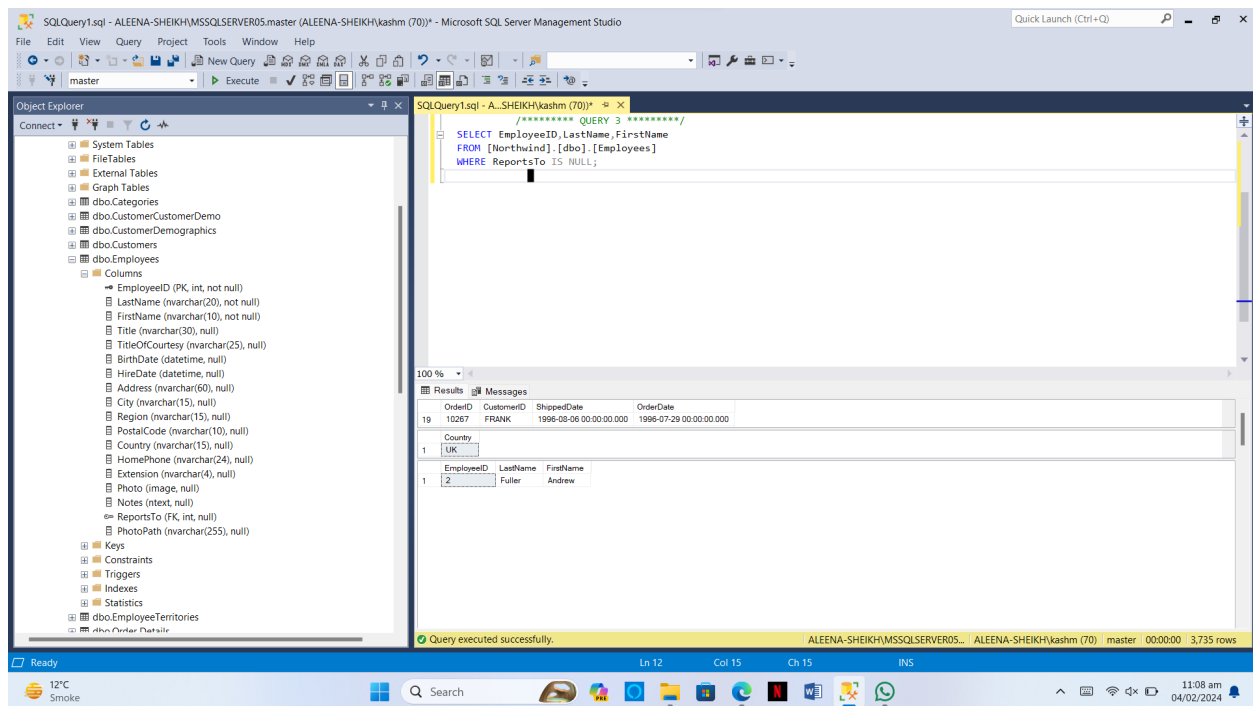 SQLQuery1.sql - ALEENA-SHEIKH\MSSQLSERVER05.master (ALEENA-SHEIKH\kashm (70))* - Microsoft SQL Server Management Studio
Quick Launch (Ctrl+Q)
File Edit View Query Project Tools Window Help
New Query
master
Execute
Object Explorer
SQLQuery1.sql - A...SHEIKH\kashm (70))*
Connect
System Tables
FileTables
External Tables
Graph Tables
dbo.Categories
dbo.CustomerCustomerDemo
dbo.CustomerDemographics
dbo.Customers
dbo.Employees
Columns
EmployeeID (PK, int, not null)
LastName (nvarchar(20), not null)
FirstName (nvarchar(10), not null)
Title (nvarchar(30), null)
TitleOfCourtesy (nvarchar(25), null)
BirthDate (datetime, null)
HireDate (datetime, null)
Address (nvarchar(60), null)
City (nvarchar(15), null)
Region (nvarchar(15), null)
PostalCode (nvarchar(10), null)
Country (nvarchar(15), null)
HomePhone (nvarchar(24), null)
Extension (nvarchar(4), null)
Photo (image, null)
Notes (ntext, null)
ReportsTo (FK, int, null)
PhotoPath (nvarchar(255), null)
Keys
Constraints
Triggers
Indexes
Statistics
dbo.EmployeeTerritories
dbo.Order Details
/********* QUERY 3 *********/
SELECT EmployeeID,LastName,FirstName
FROM [Northwind].[dbo].[Employees]
WHERE ReportsTo IS NULL;
100 %
Results Messages
OrderID CustomerID ShippedDate OrderDate
19 10267 FRANK 1996-08-06 00:00:00.000 1996-07-29 00:00:00.000
Country
1 UK
EmployeeID LastName FirstName
1 2 Fuller Andrew
Query executed successfully.
ALEENA-SHEIKH\MSSQLSERVER05... ALEENA-SHEIKH\kashm (70) master 00:00:00 3,735 rows
Ready Ln 12 Col 15 Ch 15 INS
12°C
Smoke
Search
11:08 am
04/02/2024